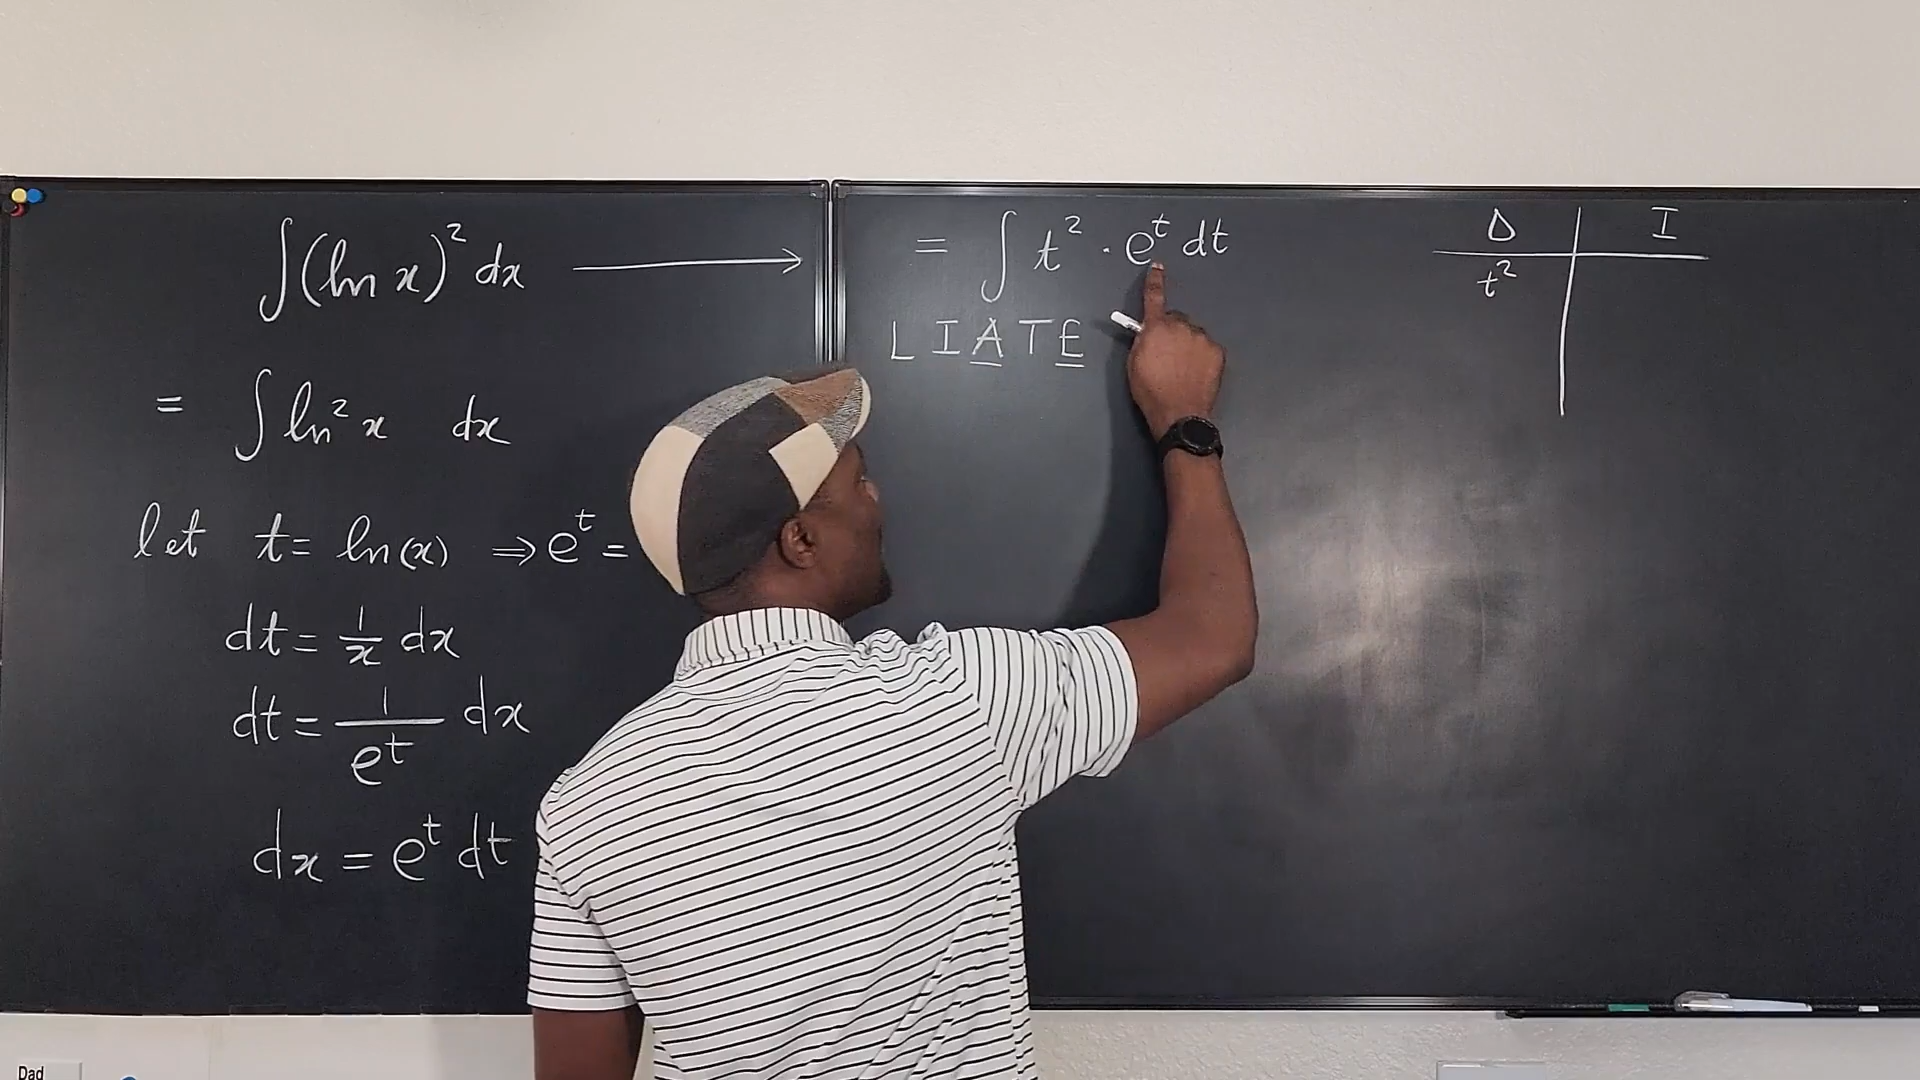 ∫(ln x)² dx ⟶
= ∫ ln² x dx
let t = ln(x) ⇒ eᵗ =
dt = 1/x dx
dt = 1/eᵗ dx
dx = eᵗ dt
= ∫ t² · eᵗ dt
L I A T E
D I
t²
Dad